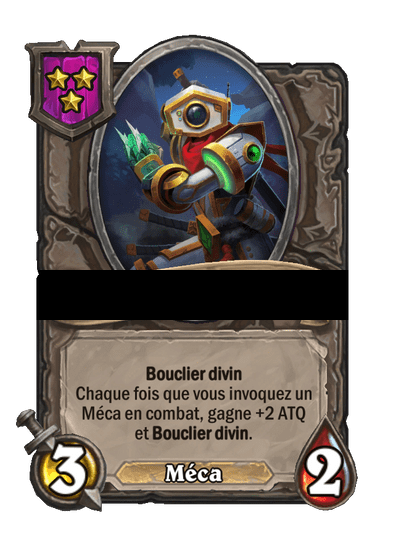 Bouclier divin
Chaque fois que vous invoquez un
Méca en combat, gagne +2 ATQ
et Bouclier divin.
3
Méca
2